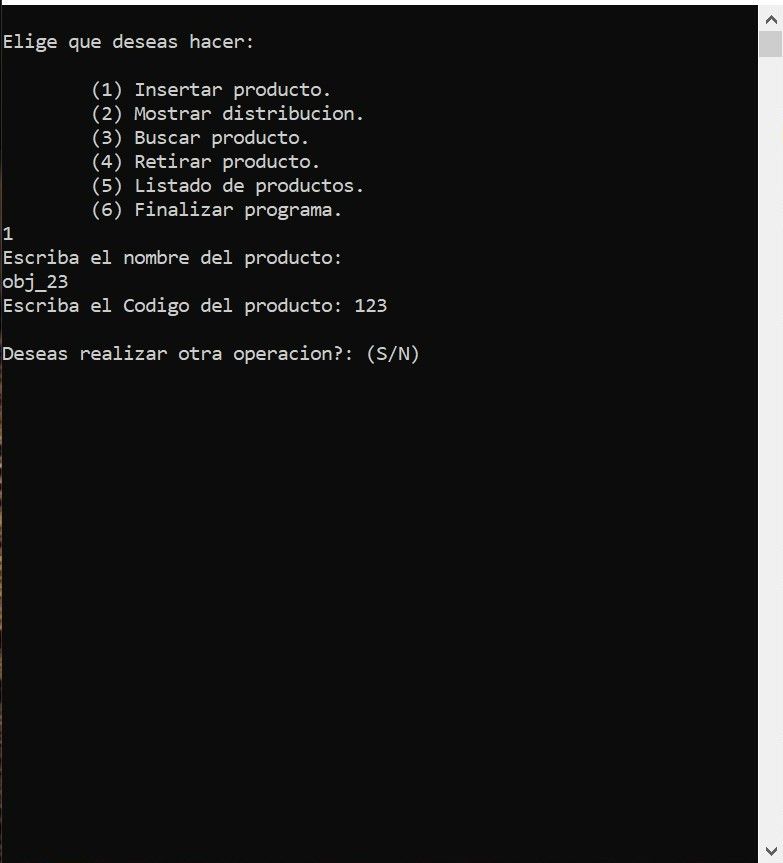 Elige que deseas hacer:
(1) Insertar producto.
(2) Mostrar distribucion.
(3) Buscar producto.
(4) Retirar producto.
(5) Listado de productos.
(6) Finalizar programa.
1
Escriba el nombre del producto:
obj_23
Escriba el Codigo del producto: 123
Deseas realizar otra operacion?: (S/N)